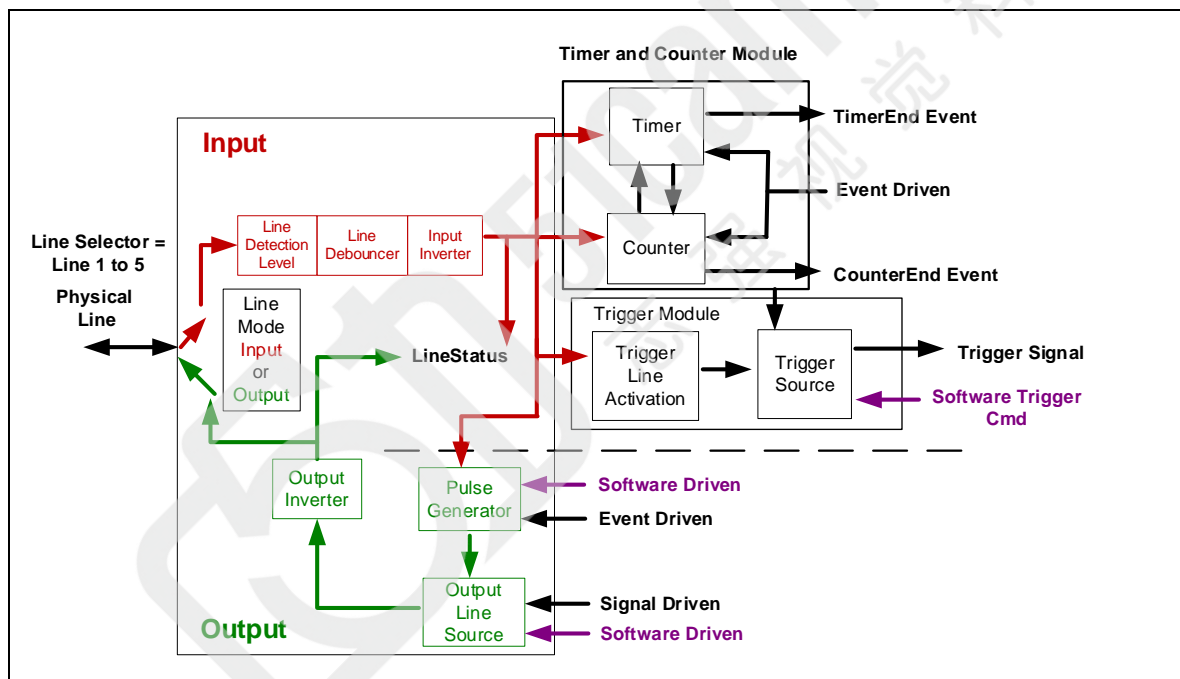 Timer and Counter Module
Input
Timer
TimerEnd Event
Event Driven
Line Selector =
Line 1 to 5
Physical
Line
Line
Detection
Level
Line
Debouncer
Input
Inverter
Counter
CounterEnd Event
Line
Mode
Input
or
Output
LineStatus
Trigger Module
Trigger
Line
Activation
Trigger
Source
Trigger Signal
Software Trigger
Cmd
Output
Inverter
Pulse
Generator
Software Driven
Event Driven
Output
Line
Source
Signal Driven
Software Driven
Output